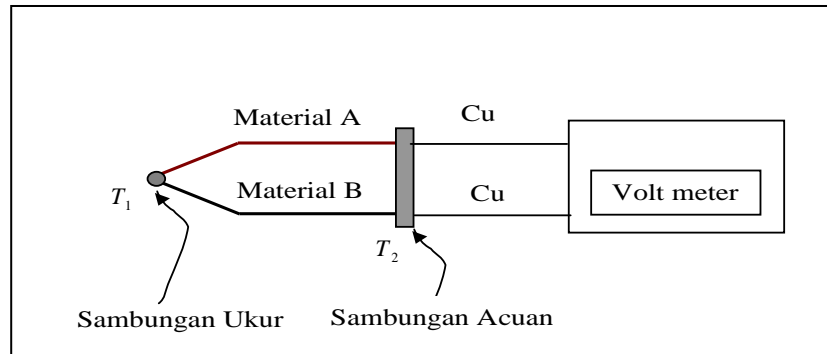 Material A
Cu
Material B
Cu
Volt meter
T₁
T₂
Sambungan Ukur
Sambungan Acuan